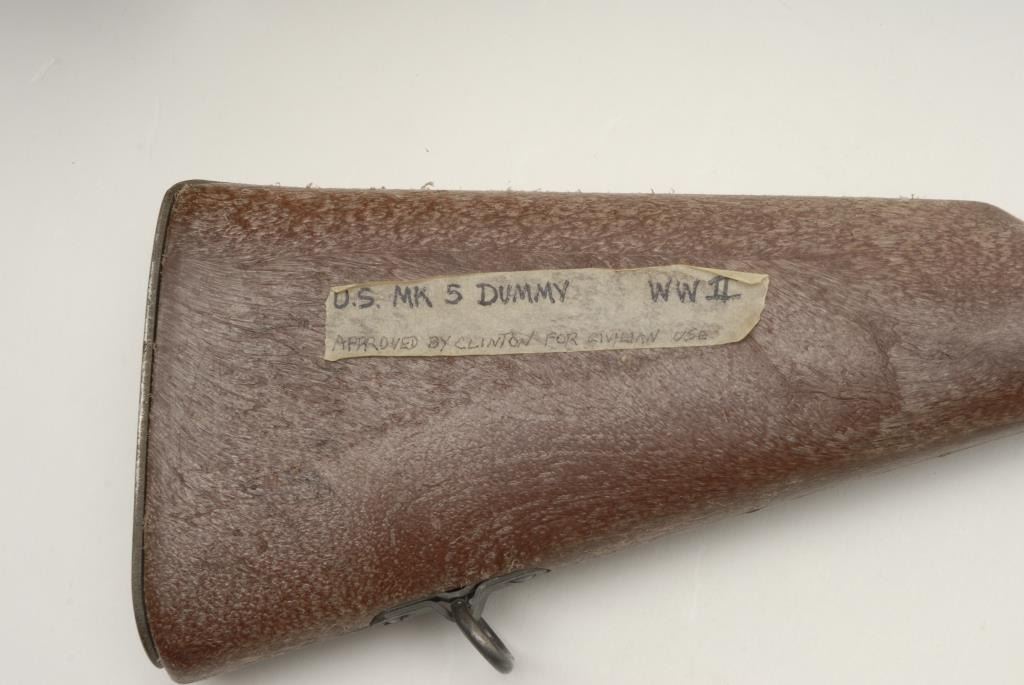 U.S. MK 5 DUMMY WW II
APPROVED BY CLINTON FOR CIVILIAN USE